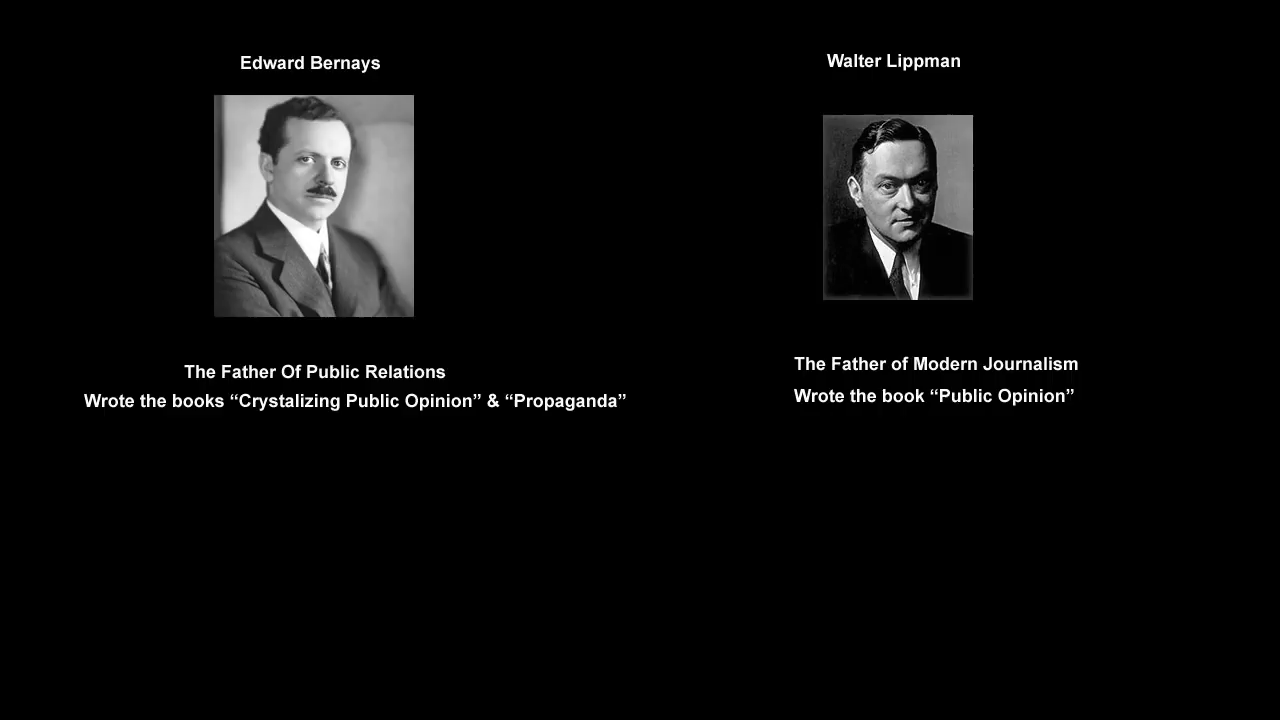 Edward Bernays
The Father Of Public Relations
Wrote the books “Crystalizing Public Opinion” & “Propaganda”
Walter Lippman
The Father of Modern Journalism
Wrote the book “Public Opinion”